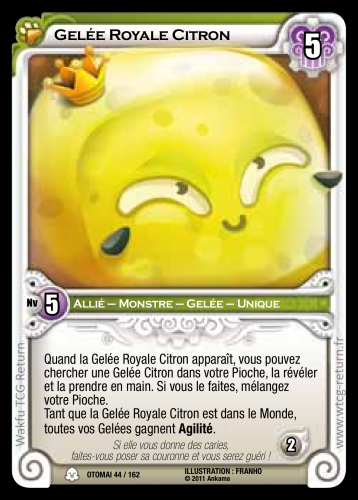 GELÉE ROYALE CITRON
5
Nv 5 ALLIÉ – MONSTRE – GELÉE – UNIQUE
Quand la Gelée Royale Citron apparaît, vous pouvez
chercher une Gelée Citron dans votre Pioche, la révéler
et la prendre en main. Si vous le faites, mélangez
votre Pioche.
Tant que la Gelée Royale Citron est dans le Monde,
toutes vos Gelées gagnent Agilité.
Si elle vous donne des caries,
faites-vous poser sa couronne et vous serez guéri !
2
OTOMAI 44 / 162
ILLUSTRATION : FRANHO
© 2011 Ankama
Wakfu-TCG-Return
www.wtcg-return.fr